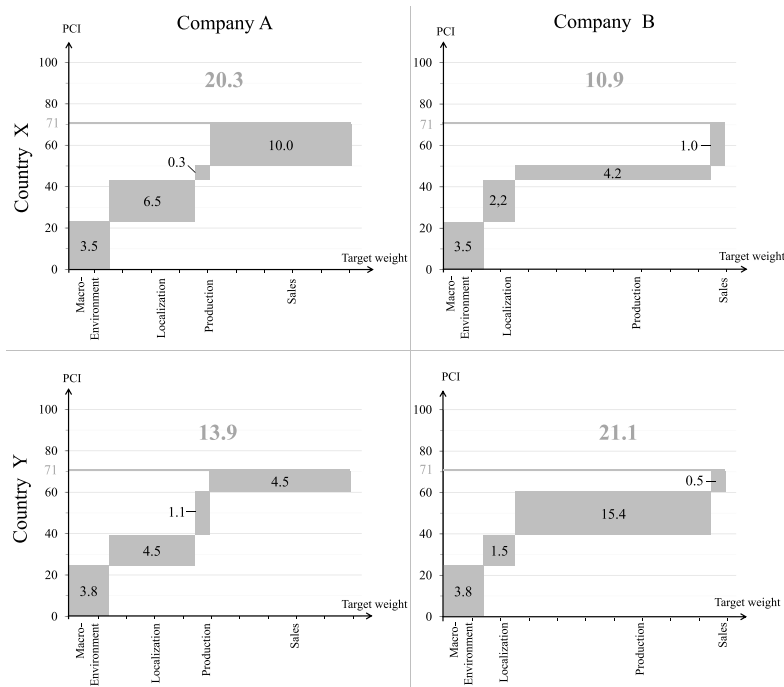 Company A
Company B
Country X
PCI
100
20.3
80
71
60
10.0
0.3
40
6.5
20
3.5
0
Target weight
Macro-
Environment
Localization
Production
Sales
PCI
100
10.9
80
71
60
1.0
4.2
40
2,2
20
3.5
0
Target weight
Macro-
Environment
Localization
Production
Sales
Country Y
PCI
100
13.9
80
71
60
4.5
1.1
40
4.5
20
3.8
0
Target weight
Macro-
Environment
Localization
Production
Sales
PCI
100
21.1
80
71
60
0.5
15.4
40
1.5
20
3.8
0
Target weight
Macro-
Environment
Localization
Production
Sales